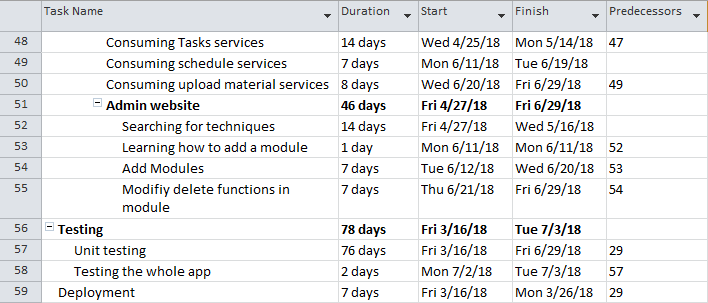 Task Name Duration Start Finish Predecessors
48 Consuming Tasks services 14 days Wed 4/25/18 Mon 5/14/18 47
49 Consuming schedule services 7 days Mon 6/11/18 Tue 6/19/18
50 Consuming upload material services 8 days Wed 6/20/18 Fri 6/29/18 49
51 Admin website 46 days Fri 4/27/18 Fri 6/29/18
52 Searching for techniques 14 days Fri 4/27/18 Wed 5/16/18
53 Learning how to add a module 1 day Mon 6/11/18 Mon 6/11/18 52
54 Add Modules 7 days Tue 6/12/18 Wed 6/20/18 53
55 Modifiy delete functions in 7 days Thu 6/21/18 Fri 6/29/18 54
module
56 Testing 78 days Fri 3/16/18 Tue 7/3/18
57 Unit testing 76 days Fri 3/16/18 Fri 6/29/18 29
58 Testing the whole app 2 days Mon 7/2/18 Tue 7/3/18 57
59 Deployment 7 days Fri 3/16/18 Mon 3/26/18 29